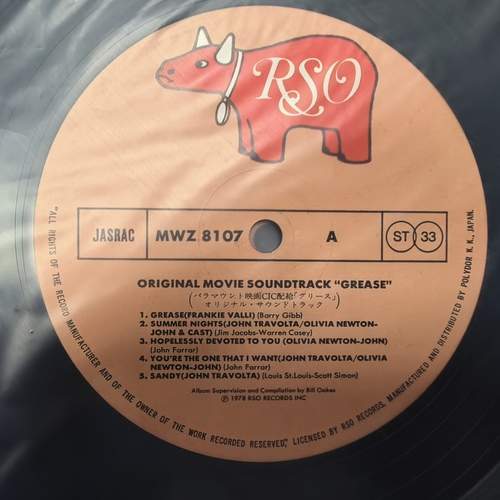 RSO
JASRAC
MWZ 8107
A
ST 33
ORIGINAL MOVIE SOUNDTRACK "GREASE"
(パラマウント映画CIC配給「グリース」
オリジナル・サウンドトラック)
1. GREASE(FRANKIE VALLI) (Barry Gibb)
2. SUMMER NIGHTS(JOHN TRAVOLTA/OLIVIA NEWTON-
JOHN & CAST) (Jim Jacobs-Warren Casey)
3. HOPELESSLY DEVOTED TO YOU (OLIVIA NEWTON-JOHN)
(John Farrar)
4. YOU'RE THE ONE THAT I WANT(JOHN TRAVOLTA/OLIVIA
NEWTON-JOHN) (John Farrar)
5. SANDY(JOHN TRAVOLTA) (Louis St.Louis-Scott Simon)
Album Supervision and Compilation by Bill Oakes
Ⓟ 1978 RSO RECORDS INC
"ALL RIGHTS OF THE RECORD MANUFACTURER AND OF THE OWNER OF THE WORK RECORDED RESERVED," LICENSED BY RSO RECORDS. MANUFACTURED AND DISTRIBUTED BY POLYDOR K. K., JAPAN.